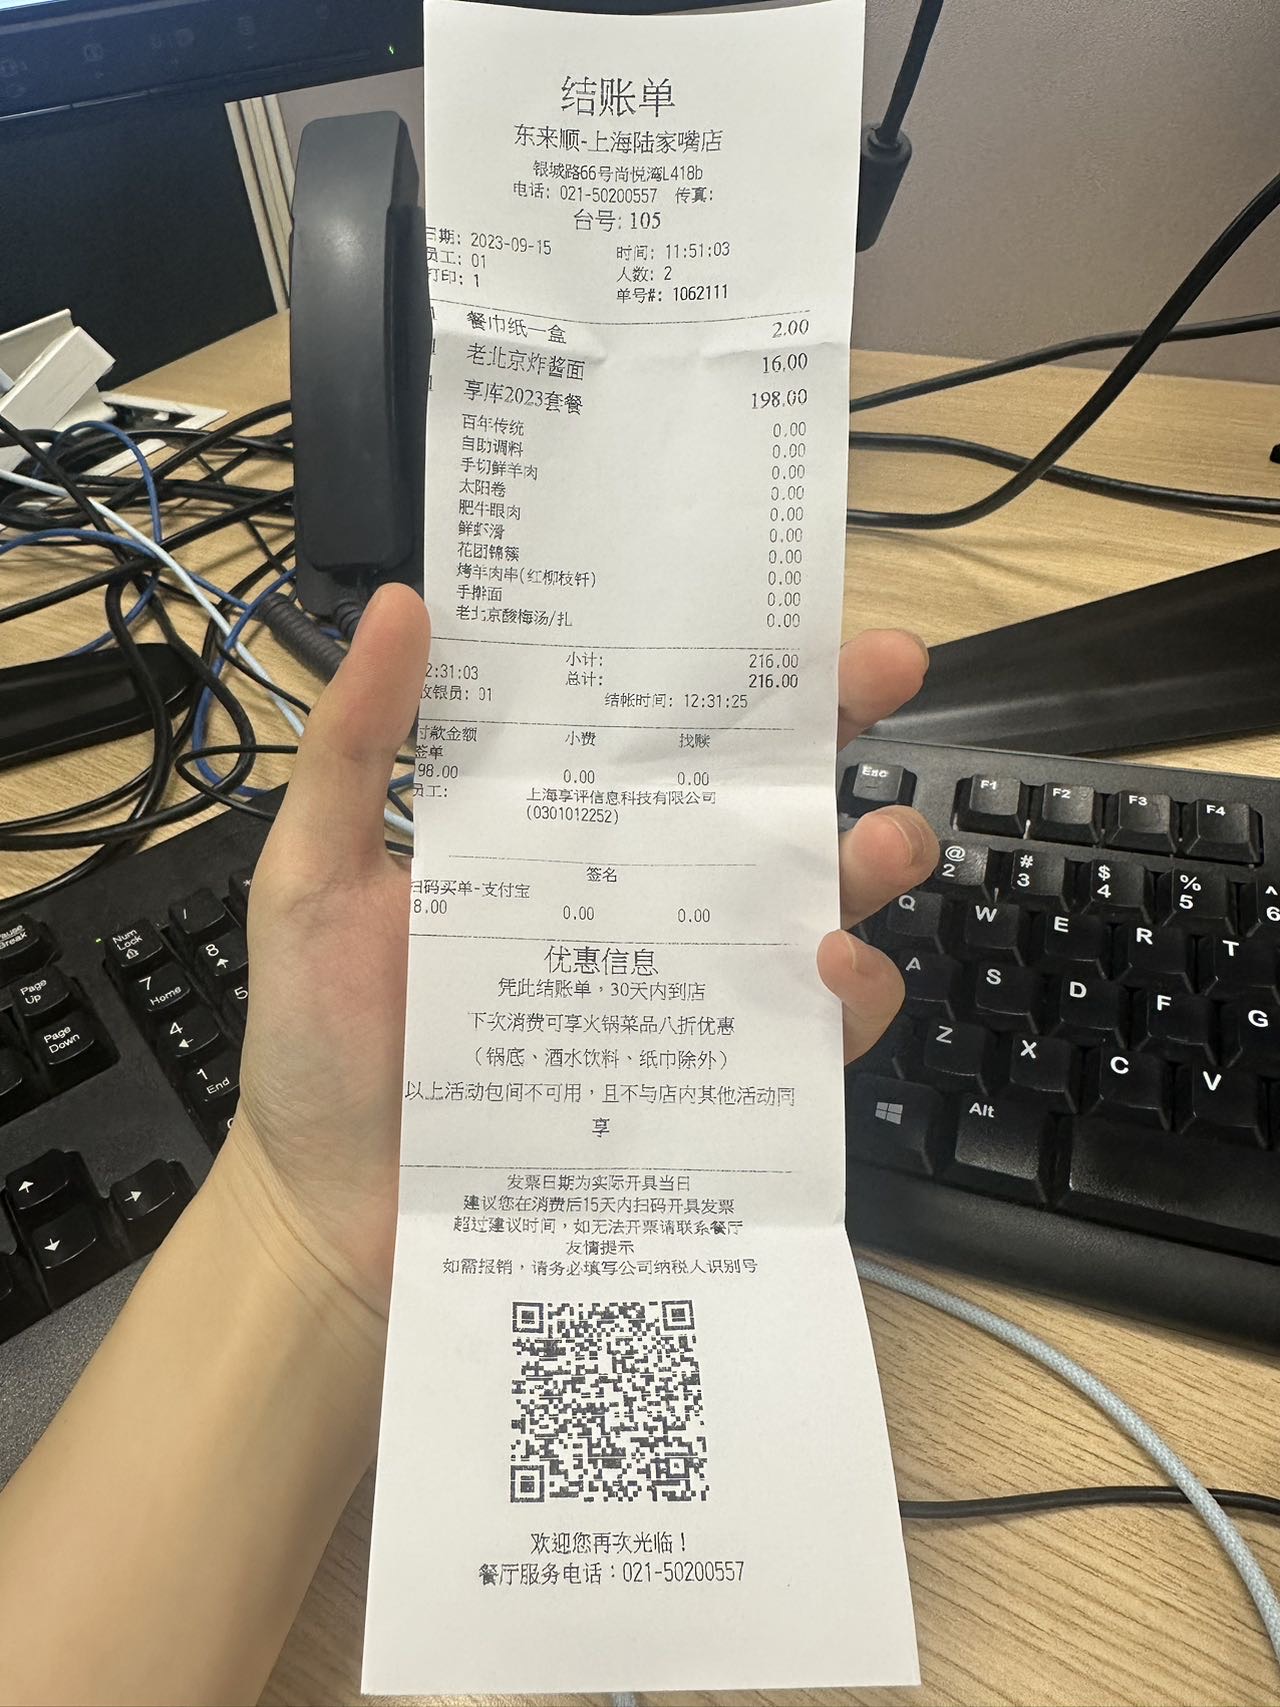 结账单
东来顺-上海陆家嘴店
银城路66号尚悦湾L418b
电话: 021-50200557 传真:
台号: 105
日期: 2023-09-15 时间: 11:51:03
员工: 01 人数: 2
打印: 1 单号#: 1062111
1 餐巾纸一盒 2.00
1 老北京炸酱面 16.00
1 享库2023套餐 198.00
百年传统 0.00
自助调料 0.00
手切鲜羊肉 0.00
太阳卷 0.00
肥牛眼肉 0.00
鲜虾滑 0.00
花团锦簇 0.00
烤羊肉串(红柳枝钎) 0.00
手擀面 0.00
老北京酸梅汤/扎 0.00
小计: 216.00
2:31:03 总计: 216.00
收银员: 01 结帐时间: 12:31:25
付款金额 小费 找赎
签单
98.00 0.00 0.00
员工: 上海享评信息科技有限公司
(0301012252)
签名
扫码买单-支付宝
8.00 0.00 0.00
优惠信息
凭此结账单，30天内到店
下次消费可享火锅菜品八折优惠
（锅底、酒水饮料、纸巾除外）
以上活动包间不可用，且不与店内其他活动同
享
发票日期为实际开具当日
建议您在消费后15天内扫码开具发票
超过建议时间，如无法开票请联系餐厅
友情提示
如需报销，请务必填写公司纳税人识别号
欢迎您再次光临！
餐厅服务电话：021-50200557
Esc F1 F2 F3 F4
@ 2 # 3 $ 4 % 5 ^ 6
Q W E R T
A S D F G
Z X C V
Alt
Pause Break
Num Lock /
Page Up 7 Home 8
Page Down 4 5
1 End